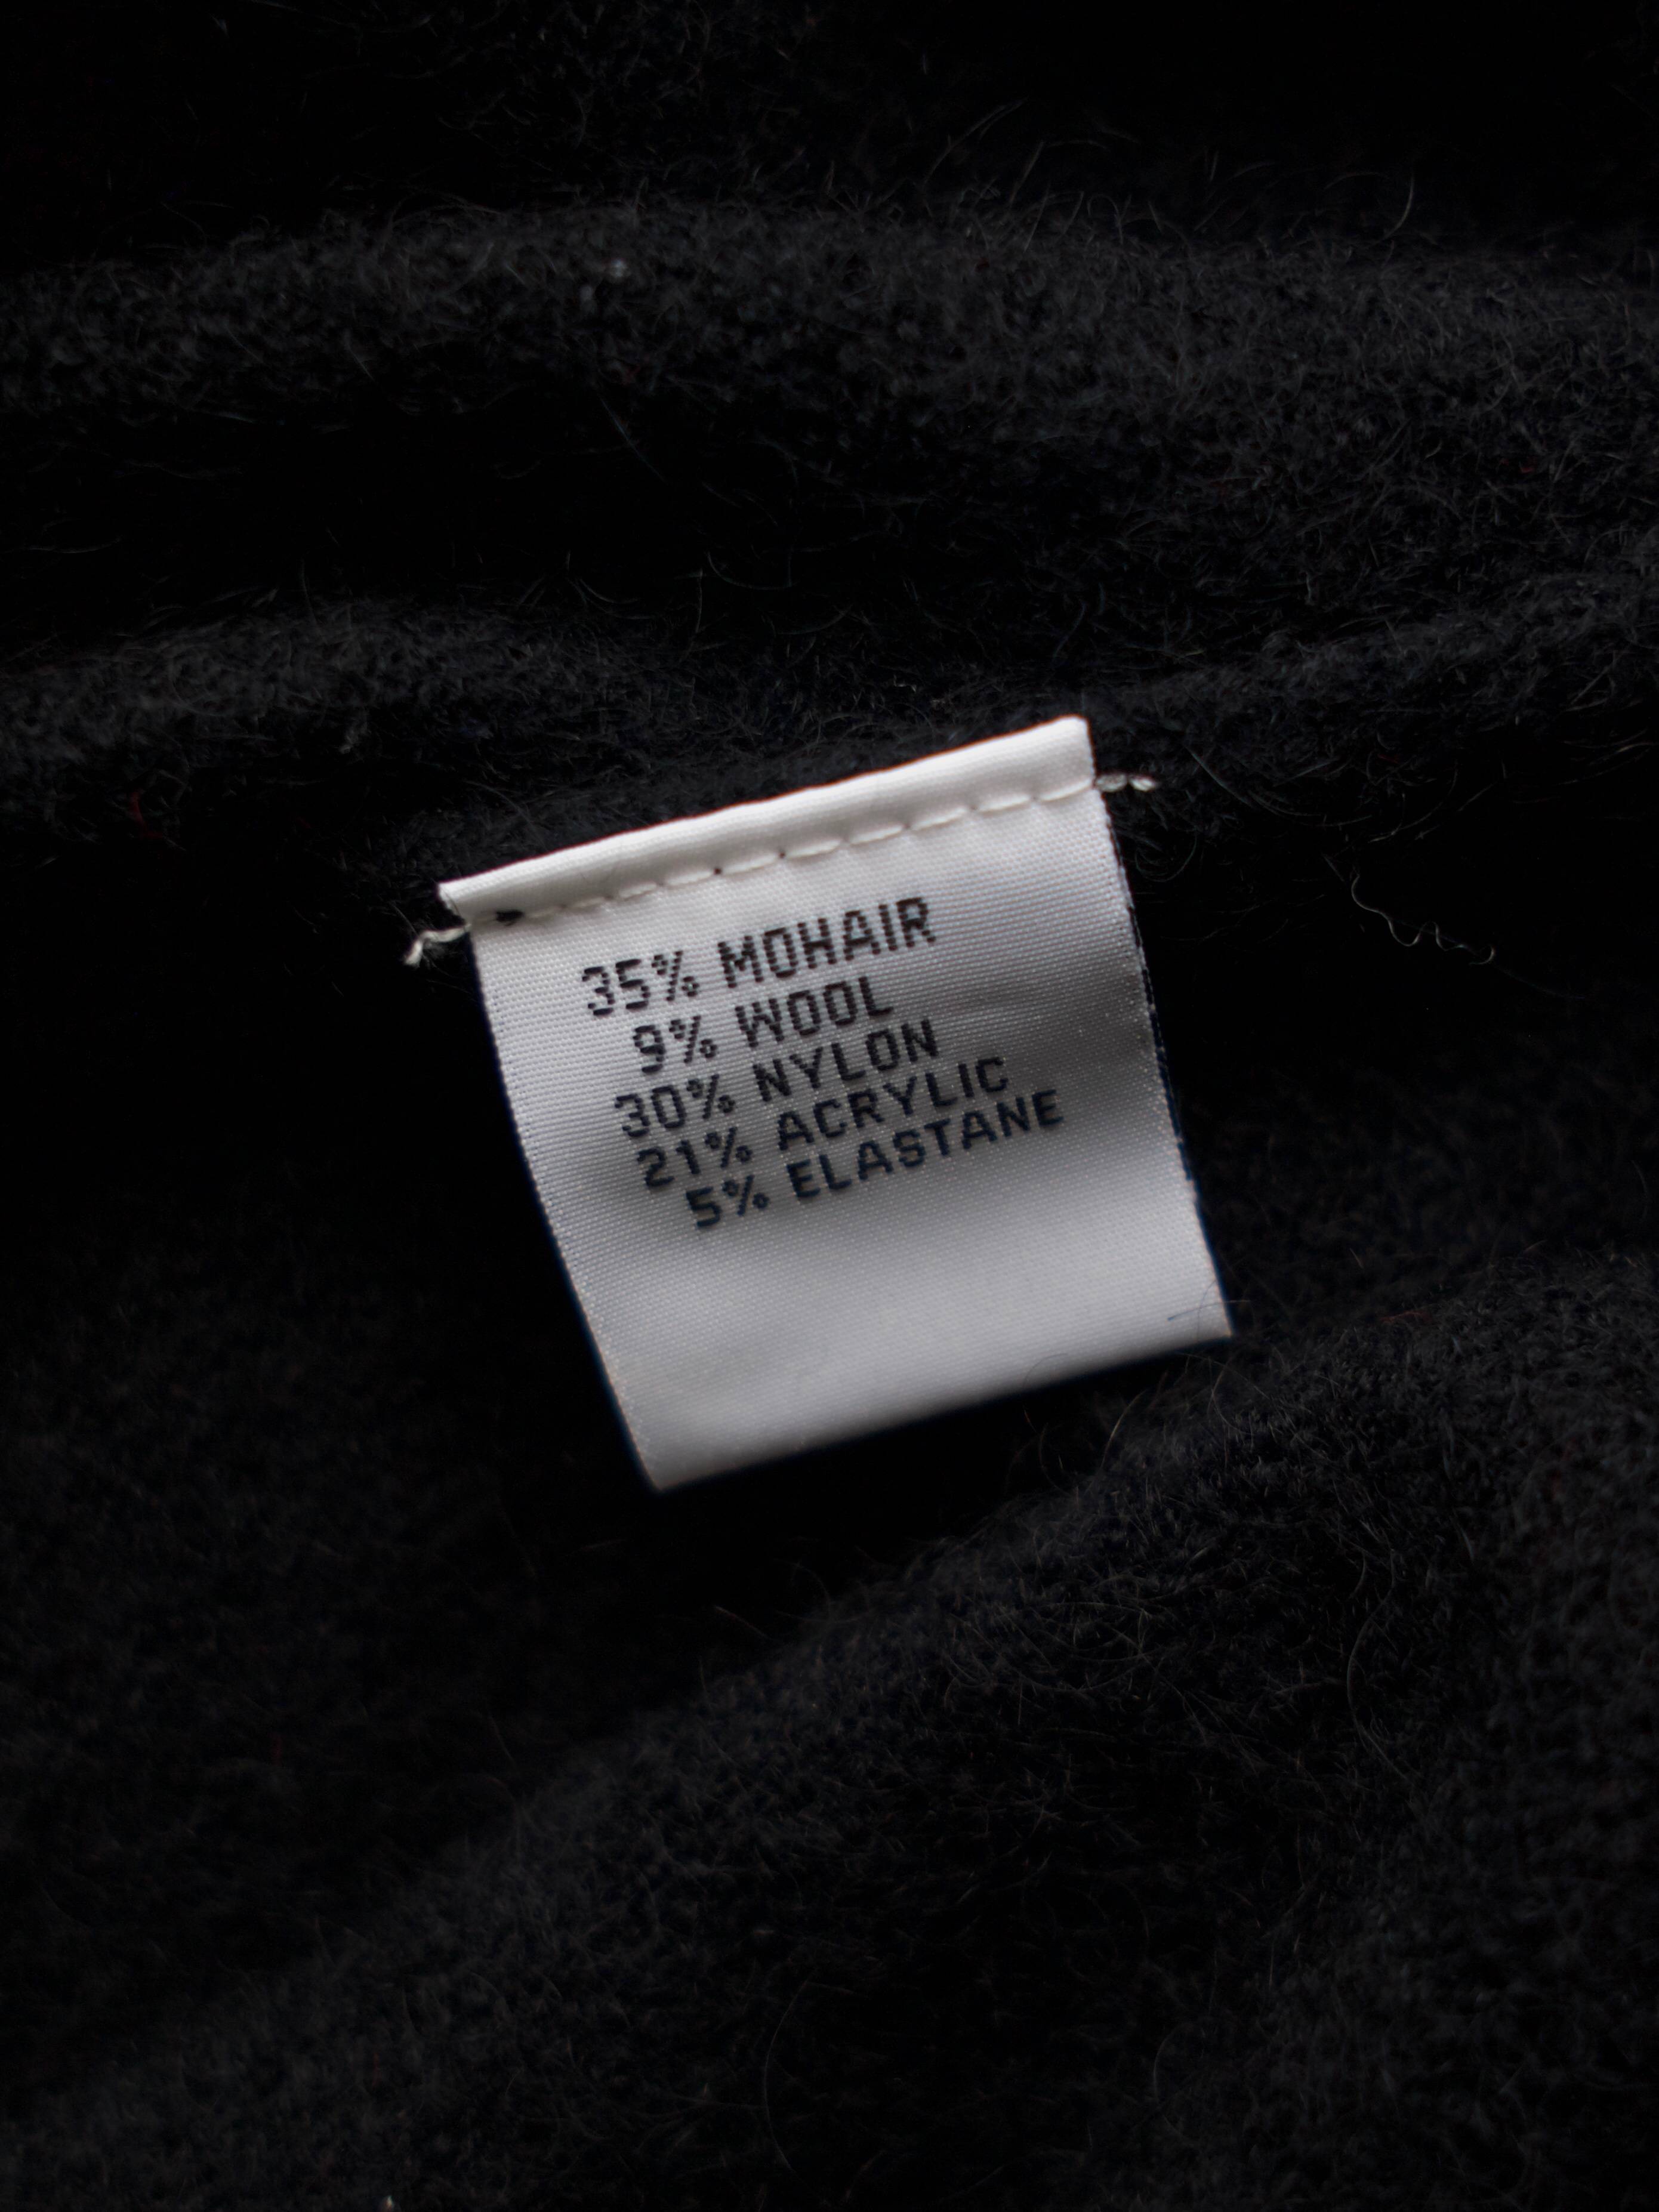 35% MOHAIR
9% WOOL
30% NYLON
21% ACRYLIC
5% ELASTANE